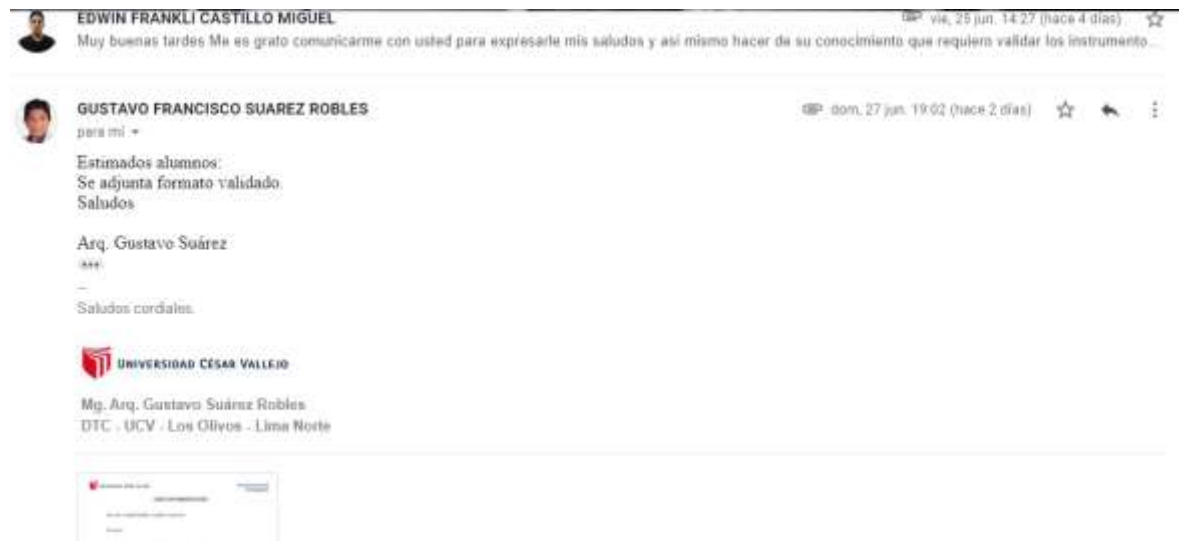 EDWIN FRANKLI CASTILLO MIGUEL
vie, 25 jun. 14:27 (hace 4 días)
Muy buenas tardes Me es grato comunicarme con usted para expresarle mis saludos y asi mismo hacer de su conocimiento que requiero validar los instrumento...
GUSTAVO FRANCISCO SUAREZ ROBLES
dom, 27 jun. 19:02 (hace 2 días)
para mí
Estimados alumnos:
Se adjunta formato validado.
Saludos
Arq. Gustavo Suárez
***
--
Saludos cordiales.
UNIVERSIDAD CÉSAR VALLEJO
Mg. Arq. Gustavo Suárez Robles
DTC - UCV - Los Olivos - Lima Norte